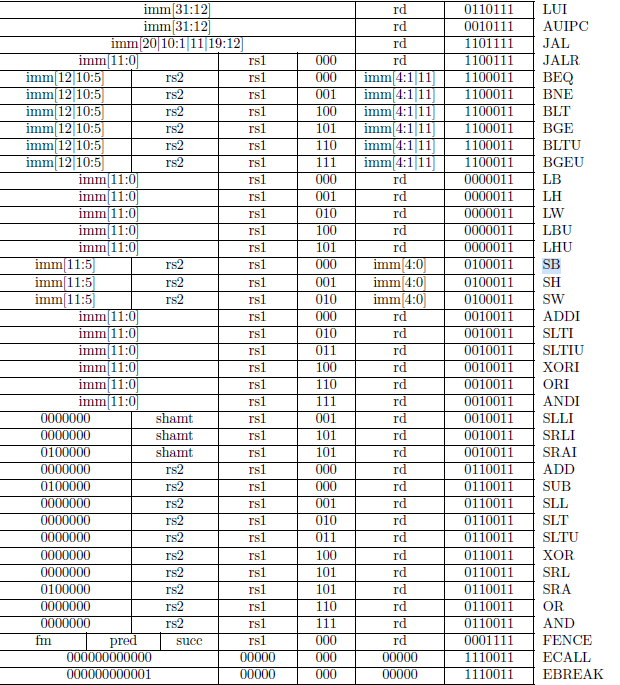 imm[31:12] rd 0110111 LUI
imm[31:12] rd 0010111 AUIPC
imm[20|10:1|11|19:12] rd 1101111 JAL
imm[11:0] rs1 000 rd 1100111 JALR
imm[12|10:5] rs2 rs1 000 imm[4:1|11] 1100011 BEQ
imm[12|10:5] rs2 rs1 001 imm[4:1|11] 1100011 BNE
imm[12|10:5] rs2 rs1 100 imm[4:1|11] 1100011 BLT
imm[12|10:5] rs2 rs1 101 imm[4:1|11] 1100011 BGE
imm[12|10:5] rs2 rs1 110 imm[4:1|11] 1100011 BLTU
imm[12|10:5] rs2 rs1 111 imm[4:1|11] 1100011 BGEU
imm[11:0] rs1 000 rd 0000011 LB
imm[11:0] rs1 001 rd 0000011 LH
imm[11:0] rs1 010 rd 0000011 LW
imm[11:0] rs1 100 rd 0000011 LBU
imm[11:0] rs1 101 rd 0000011 LHU
imm[11:5] rs2 rs1 000 imm[4:0] 0100011 SB
imm[11:5] rs2 rs1 001 imm[4:0] 0100011 SH
imm[11:5] rs2 rs1 010 imm[4:0] 0100011 SW
imm[11:0] rs1 000 rd 0010011 ADDI
imm[11:0] rs1 010 rd 0010011 SLTI
imm[11:0] rs1 011 rd 0010011 SLTIU
imm[11:0] rs1 100 rd 0010011 XORI
imm[11:0] rs1 110 rd 0010011 ORI
imm[11:0] rs1 111 rd 0010011 ANDI
0000000 shamt rs1 001 rd 0010011 SLLI
0000000 shamt rs1 101 rd 0010011 SRLI
0100000 shamt rs1 101 rd 0010011 SRAI
0000000 rs2 rs1 000 rd 0110011 ADD
0100000 rs2 rs1 000 rd 0110011 SUB
0000000 rs2 rs1 001 rd 0110011 SLL
0000000 rs2 rs1 010 rd 0110011 SLT
0000000 rs2 rs1 011 rd 0110011 SLTU
0000000 rs2 rs1 100 rd 0110011 XOR
0000000 rs2 rs1 101 rd 0110011 SRL
0100000 rs2 rs1 101 rd 0110011 SRA
0000000 rs2 rs1 110 rd 0110011 OR
0000000 rs2 rs1 111 rd 0110011 AND
fm pred succ rs1 000 rd 0001111 FENCE
000000000000 00000 000 00000 1110011 ECALL
000000000001 00000 000 00000 1110011 EBREAK